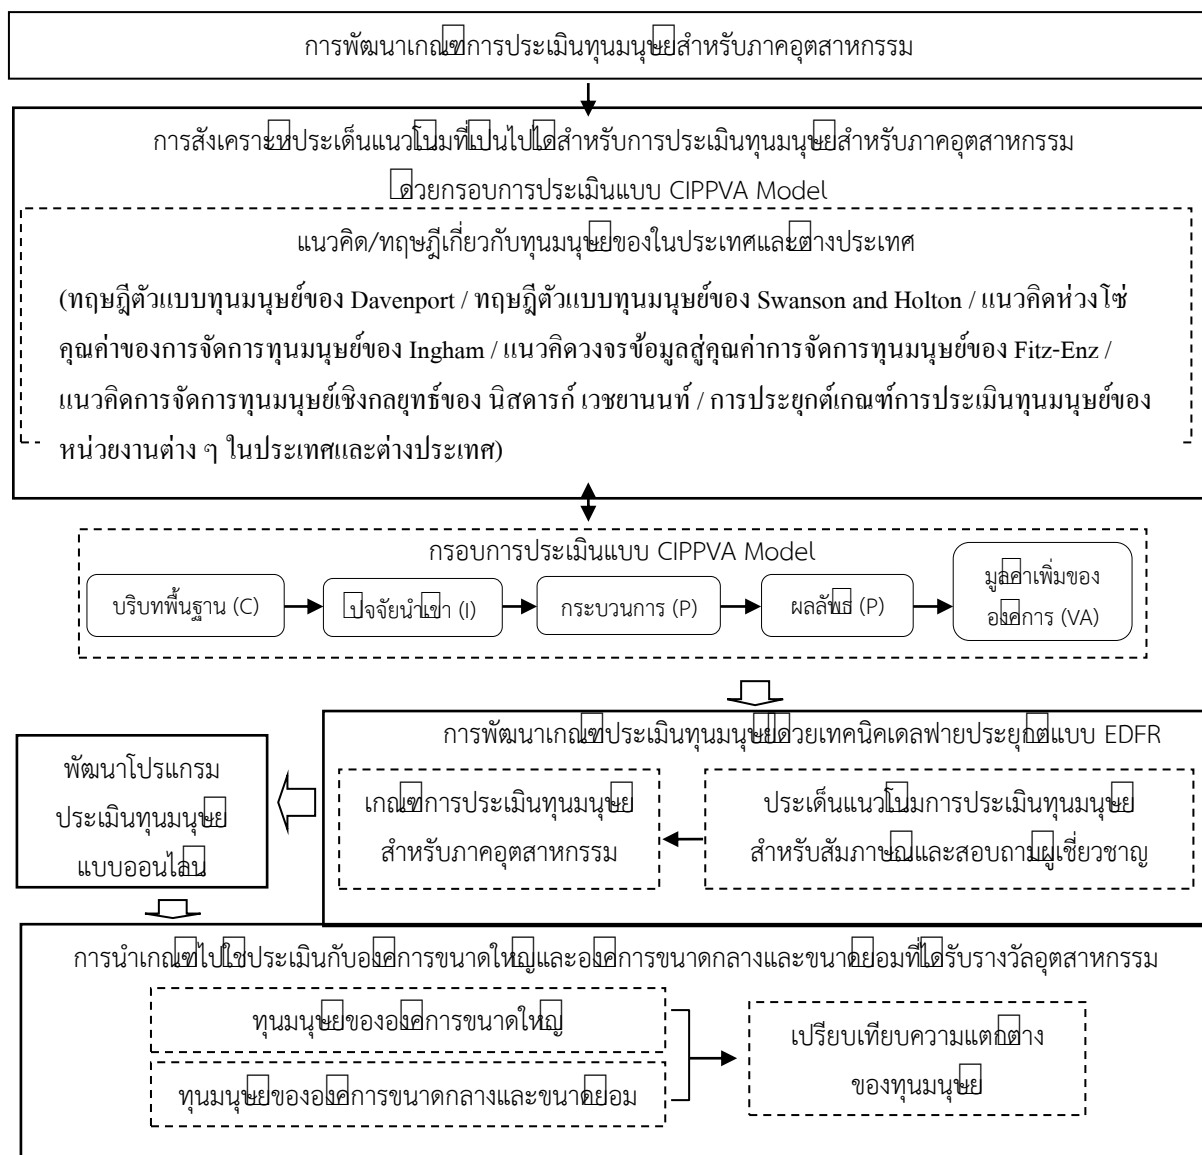 การพัฒนาเกณฑ์การประเมินทุนมนุษย์สำหรับภาคอุตสาหกรรม
การสังเคราะห์ประเด็นแนวโน้มที่เป็นไปได้สำหรับการประเมินทุนมนุษย์สำหรับภาคอุตสาหกรรม
ด้วยกรอบการประเมินแบบ CIPPVA Model
แนวคิด/ทฤษฎีเกี่ยวกับทุนมนุษย์ของในประเทศและต่างประเทศ
(ทฤษฎีตัวแบบทุนมนุษย์ของ Davenport / ทฤษฎีตัวแบบทุนมนุษย์ของ Swanson and Holton / แนวคิดห่วงโซ่
คุณค่าของการจัดการทุนมนุษย์ของ Ingham / แนวคิดวงจรข้อมูลสู่คุณค่าการจัดการทุนมนุษย์ของ Fitz-Enz /
แนวคิดการจัดการทุนมนุษย์เชิงกลยุทธ์ของ นิสดารก์ เวชยานนท์ / การประยุกต์เกณฑ์การประเมินทุนมนุษย์ของ
หน่วยงานต่าง ๆ ในประเทศและต่างประเทศ)
กรอบการประเมินแบบ CIPPVA Model
บริบทพื้นฐาน (C)
ปัจจัยนำเข้า (I)
กระบวนการ (P)
ผลลัพธ์ (P)
มูลค่าเพิ่มของ
องค์การ (VA)
การพัฒนาเกณฑ์ประเมินทุนมนุษย์ด้วยเทคนิคเดลฟายประยุกต์แบบ EDFR
เกณฑ์การประเมินทุนมนุษย์
สำหรับภาคอุตสาหกรรม
ประเด็นแนวโน้มการประเมินทุนมนุษย์
สำหรับสัมภาษณ์และสอบถามผู้เชี่ยวชาญ
พัฒนาโปรแกรม
ประเมินทุนมนุษย์
แบบออนไลน์
การนำเกณฑ์ไปใช้ประเมินกับองค์การขนาดใหญ่และองค์การขนาดกลางและขนาดย่อมที่ได้รับรางวัลอุตสาหกรรม
ทุนมนุษย์ขององค์การขนาดใหญ่
ทุนมนุษย์ขององค์การขนาดกลางและขนาดย่อม
เปรียบเทียบความแตกต่าง
ของทุนมนุษย์